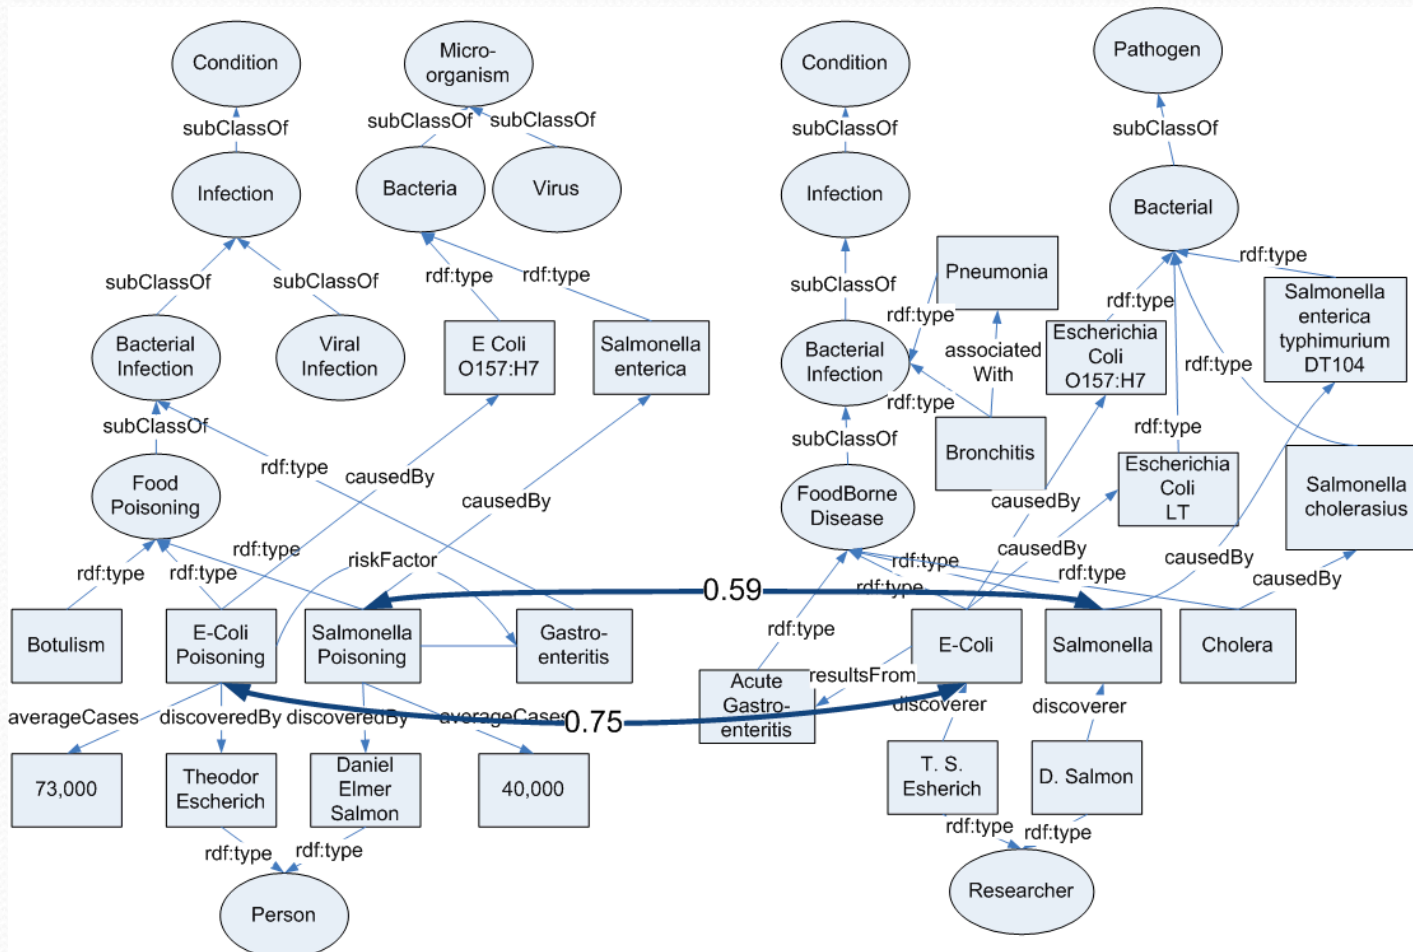 Condition
Micro-
organism
Condition
Pathogen
subClassOf
subClassOf
subClassOf
subClassOf
subClassOf
Infection
Bacteria
Virus
Infection
Bacterial
rdf:type
rdf:type
rdf:type
Pneumonia
subClassOf
subClassOf
subClassOf
rdf:type
rdf:type
Salmonella
enterica
typhimurium
DT104
Bacterial
Infection
Viral
Infection
E Coli
O157:H7
Salmonella
enterica
Bacterial
Infection
associated
With
Escherichia
Coli
O157:H7
rdf:type
rdf:type
subClassOf
subClassOf
rdf:type
rdf:type
causedBy
Bronchitis
Food
Poisoning
causedBy
FoodBorne
Disease
causedBy
Escherichia
Coli
LT
Salmonella
cholerasius
rdf:type
rdf:type
rdf:type
riskFactor
causedBy
causedBy
rdf:type
rdf:type
rdf:type
causedBy
0.59
Botulism
E-Coli
Poisoning
Salmonella
Poisoning
Gastro-
enteritis
rdf:type
E-Coli
Salmonella
Cholera
Acute
Gastro-
enteritis
resultsFrom
averageCases
discoveredBy
discoveredBy
averageCases
0.75
discoverer
discoverer
73,000
Theodor
Escherich
Daniel
Elmer
Salmon
40,000
T. S.
Esherich
D. Salmon
rdf:type
rdf:type
rdf:type
rdf:type
Person
Researcher